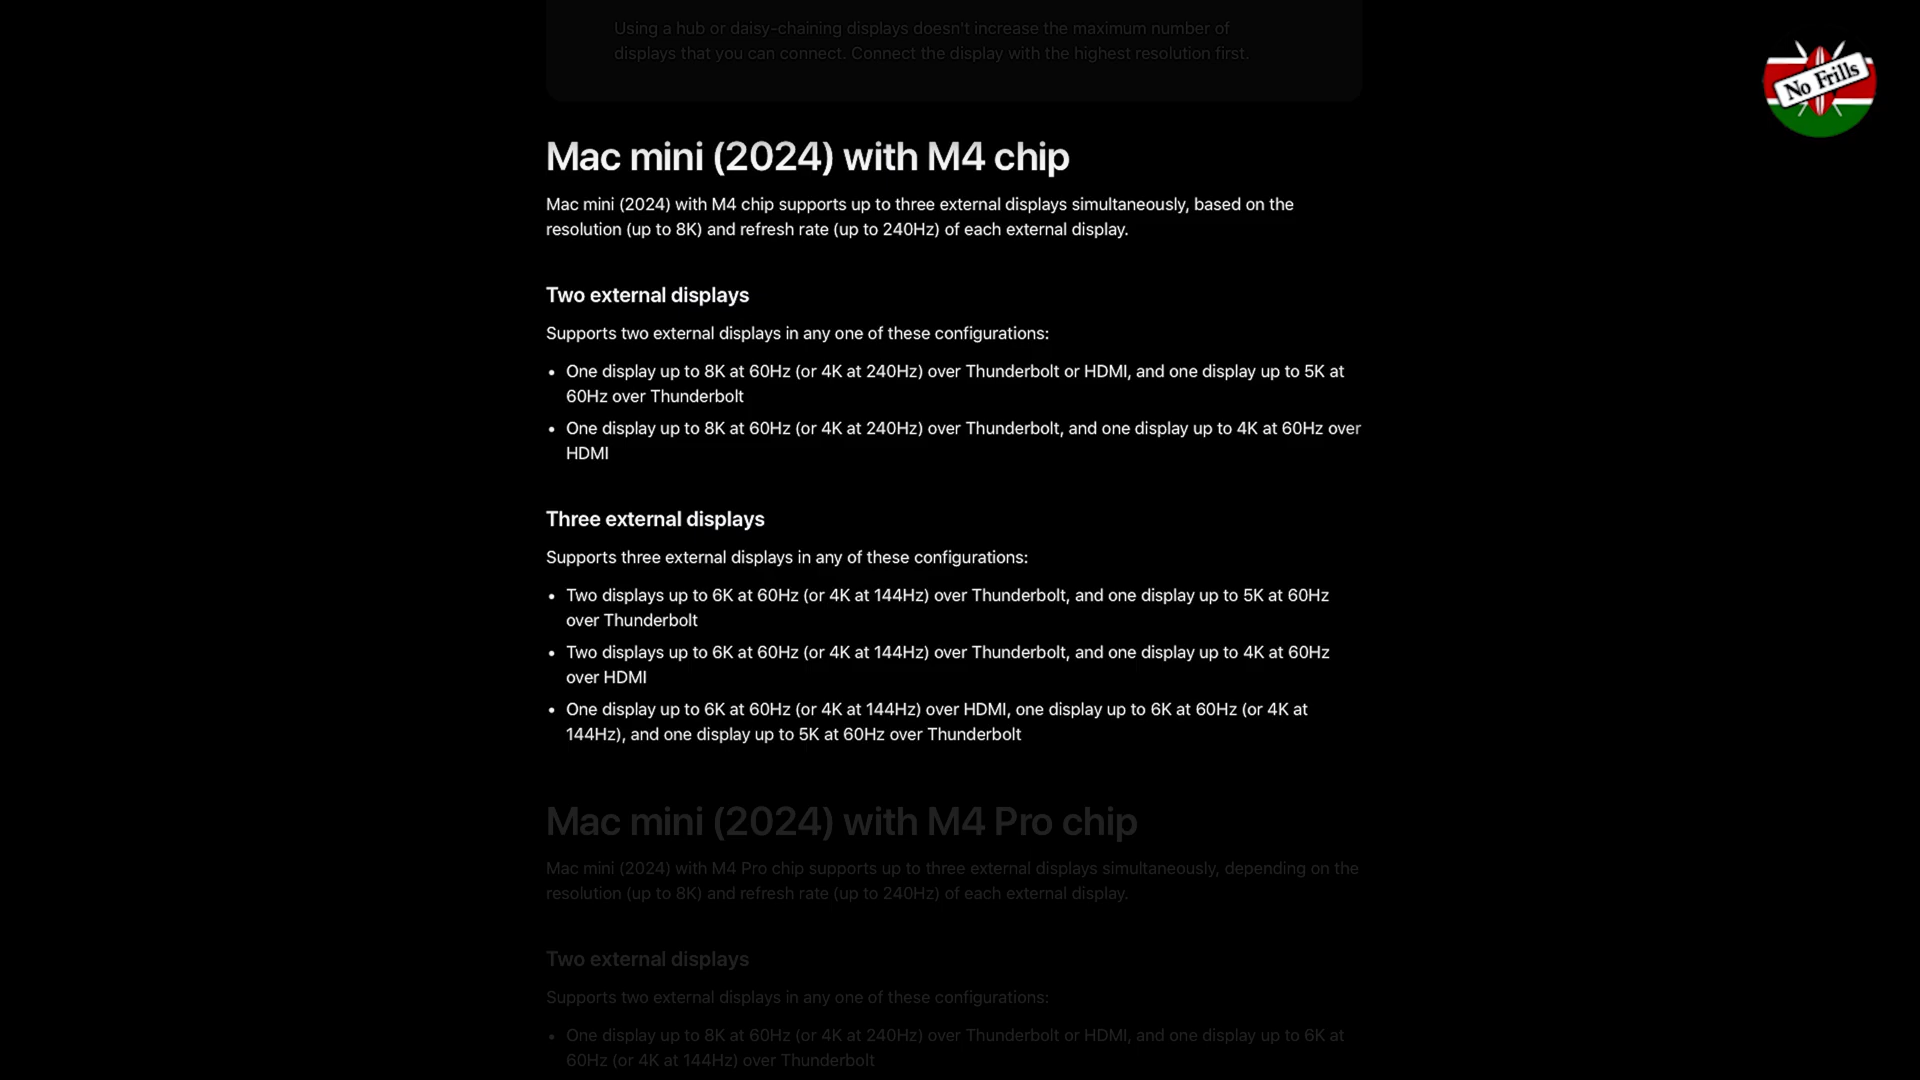 Using a hub or daisy-chaining displays doesn't increase the maximum number of
displays that you can connect. Connect the display with the highest resolution first.
No Frills
Mac mini (2024) with M4 chip
Mac mini (2024) with M4 chip supports up to three external displays simultaneously, based on the
resolution (up to 8K) and refresh rate (up to 240Hz) of each external display.
Two external displays
Supports two external displays in any one of these configurations:
• One display up to 8K at 60Hz (or 4K at 240Hz) over Thunderbolt or HDMI, and one display up to 5K at
60Hz over Thunderbolt
• One display up to 8K at 60Hz (or 4K at 240Hz) over Thunderbolt, and one display up to 4K at 60Hz over
HDMI
Three external displays
Supports three external displays in any of these configurations:
• Two displays up to 6K at 60Hz (or 4K at 144Hz) over Thunderbolt, and one display up to 5K at 60Hz
over Thunderbolt
• Two displays up to 6K at 60Hz (or 4K at 144Hz) over Thunderbolt, and one display up to 4K at 60Hz
over HDMI
• One display up to 6K at 60Hz (or 4K at 144Hz) over HDMI, one display up to 6K at 60Hz (or 4K at
144Hz), and one display up to 5K at 60Hz over Thunderbolt
Mac mini (2024) with M4 Pro chip
Mac mini (2024) with M4 Pro chip supports up to three external displays simultaneously, depending on the
resolution (up to 8K) and refresh rate (up to 240Hz) of each external display.
Two external displays
Supports two external displays in any one of these configurations:
• One display up to 8K at 60Hz (or 4K at 240Hz) over Thunderbolt or HDMI, and one display up to 6K at
60Hz (or 4K at 144Hz) over Thunderbolt